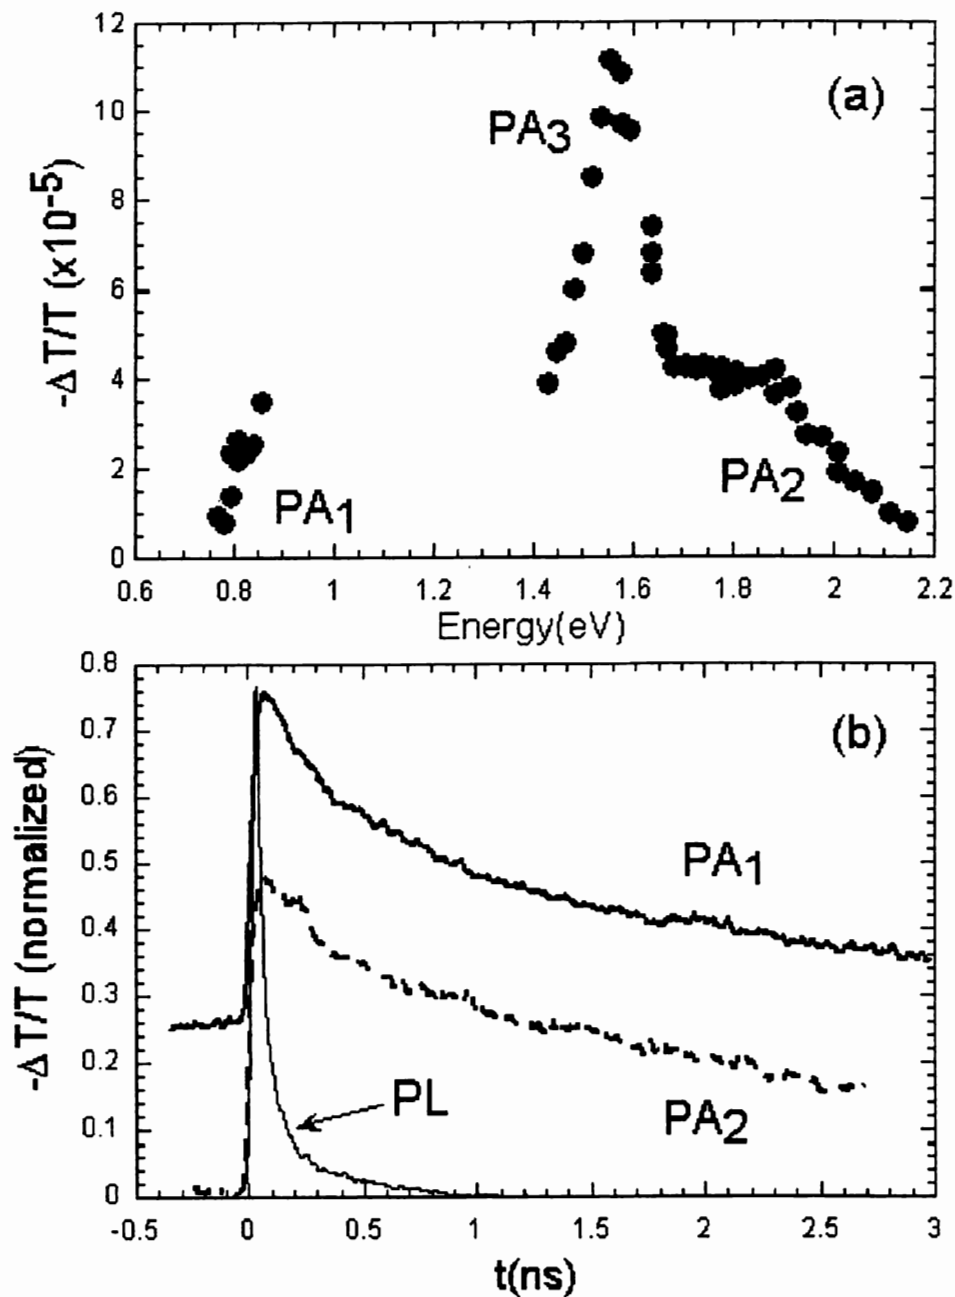 12
10
8
6
4
2
0
-ΔT/T (x10-5)
(a)
PA3
PA1
PA2
0.6 0.8 1 1.2 1.4 1.6 1.8 2 2.2
Energy(eV)
0.8
0.7
0.6
0.5
0.4
0.3
0.2
0.1
0
-ΔT/T (normalized)
(b)
PA1
PL
PA2
-0.5 0 0.5 1 1.5 2 2.5 3
t(ns)